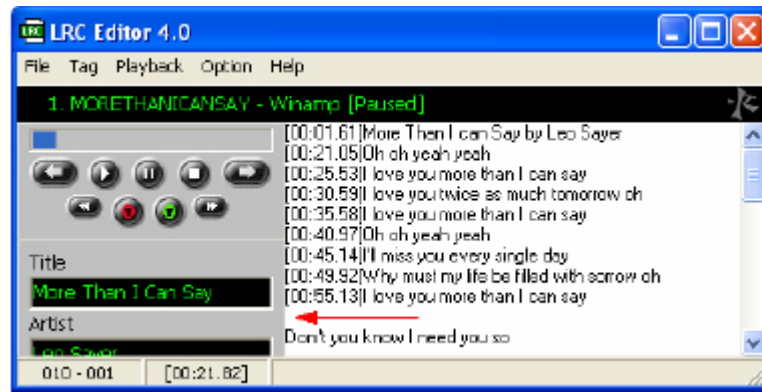 LRC Editor 4.0
File Tag Playback Option Help
1. MORETHANICANSAY - Winamp [Paused]
[00:01.61]More Than I can Say by Leo Sayer
[00:21.05]Oh oh yeah yeah
[00:25.53]I love you more than I can say
[00:30.59]I love you twice as much tomorrow oh
[00:35.58]I love you more than I can say
[00:40.97]Oh oh yeah yeah
[00:45.14]I'll miss you every single day
[00:49.92]Why must my life be filled with sorrow oh
[00:55.13]I love you more than I can say
Don't you know I need you so
Title
More Than I Can Say
Artist
Leo Sayer
010 - 001 [00:21.82]